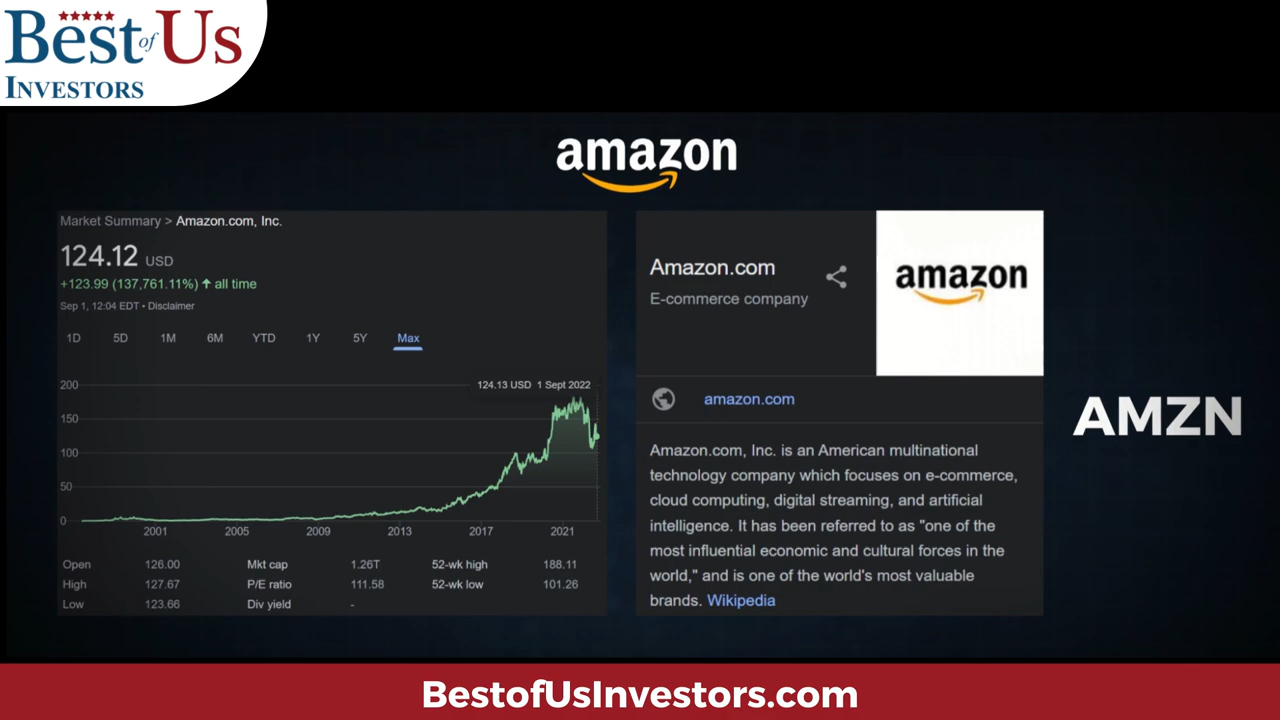 Best of Us
INVESTORS
amazon
Market Summary > Amazon.com, Inc.
124.12 USD
+123.99 (137,761.11%) ↑ all time
Sep 1, 12:04 EDT • Disclaimer
1D 5D 1M 6M YTD 1Y 5Y Max
124.13 USD 1 Sept 2022
200
150
100
50
0
2001 2005 2009 2013 2017 2021
Open 126.00 Mkt cap 1.26T 52-wk high 188.11
High 127.67 P/E ratio 111.58 52-wk low 101.26
Low 123.66 Div yield -
Amazon.com
E-commerce company
amazon
amazon.com
Amazon.com, Inc. is an American multinational
technology company which focuses on e-commerce,
cloud computing, digital streaming, and artificial
intelligence. It has been referred to as "one of the
most influential economic and cultural forces in the
world," and is one of the world's most valuable
brands. Wikipedia
AMZN
BestofUsInvestors.com